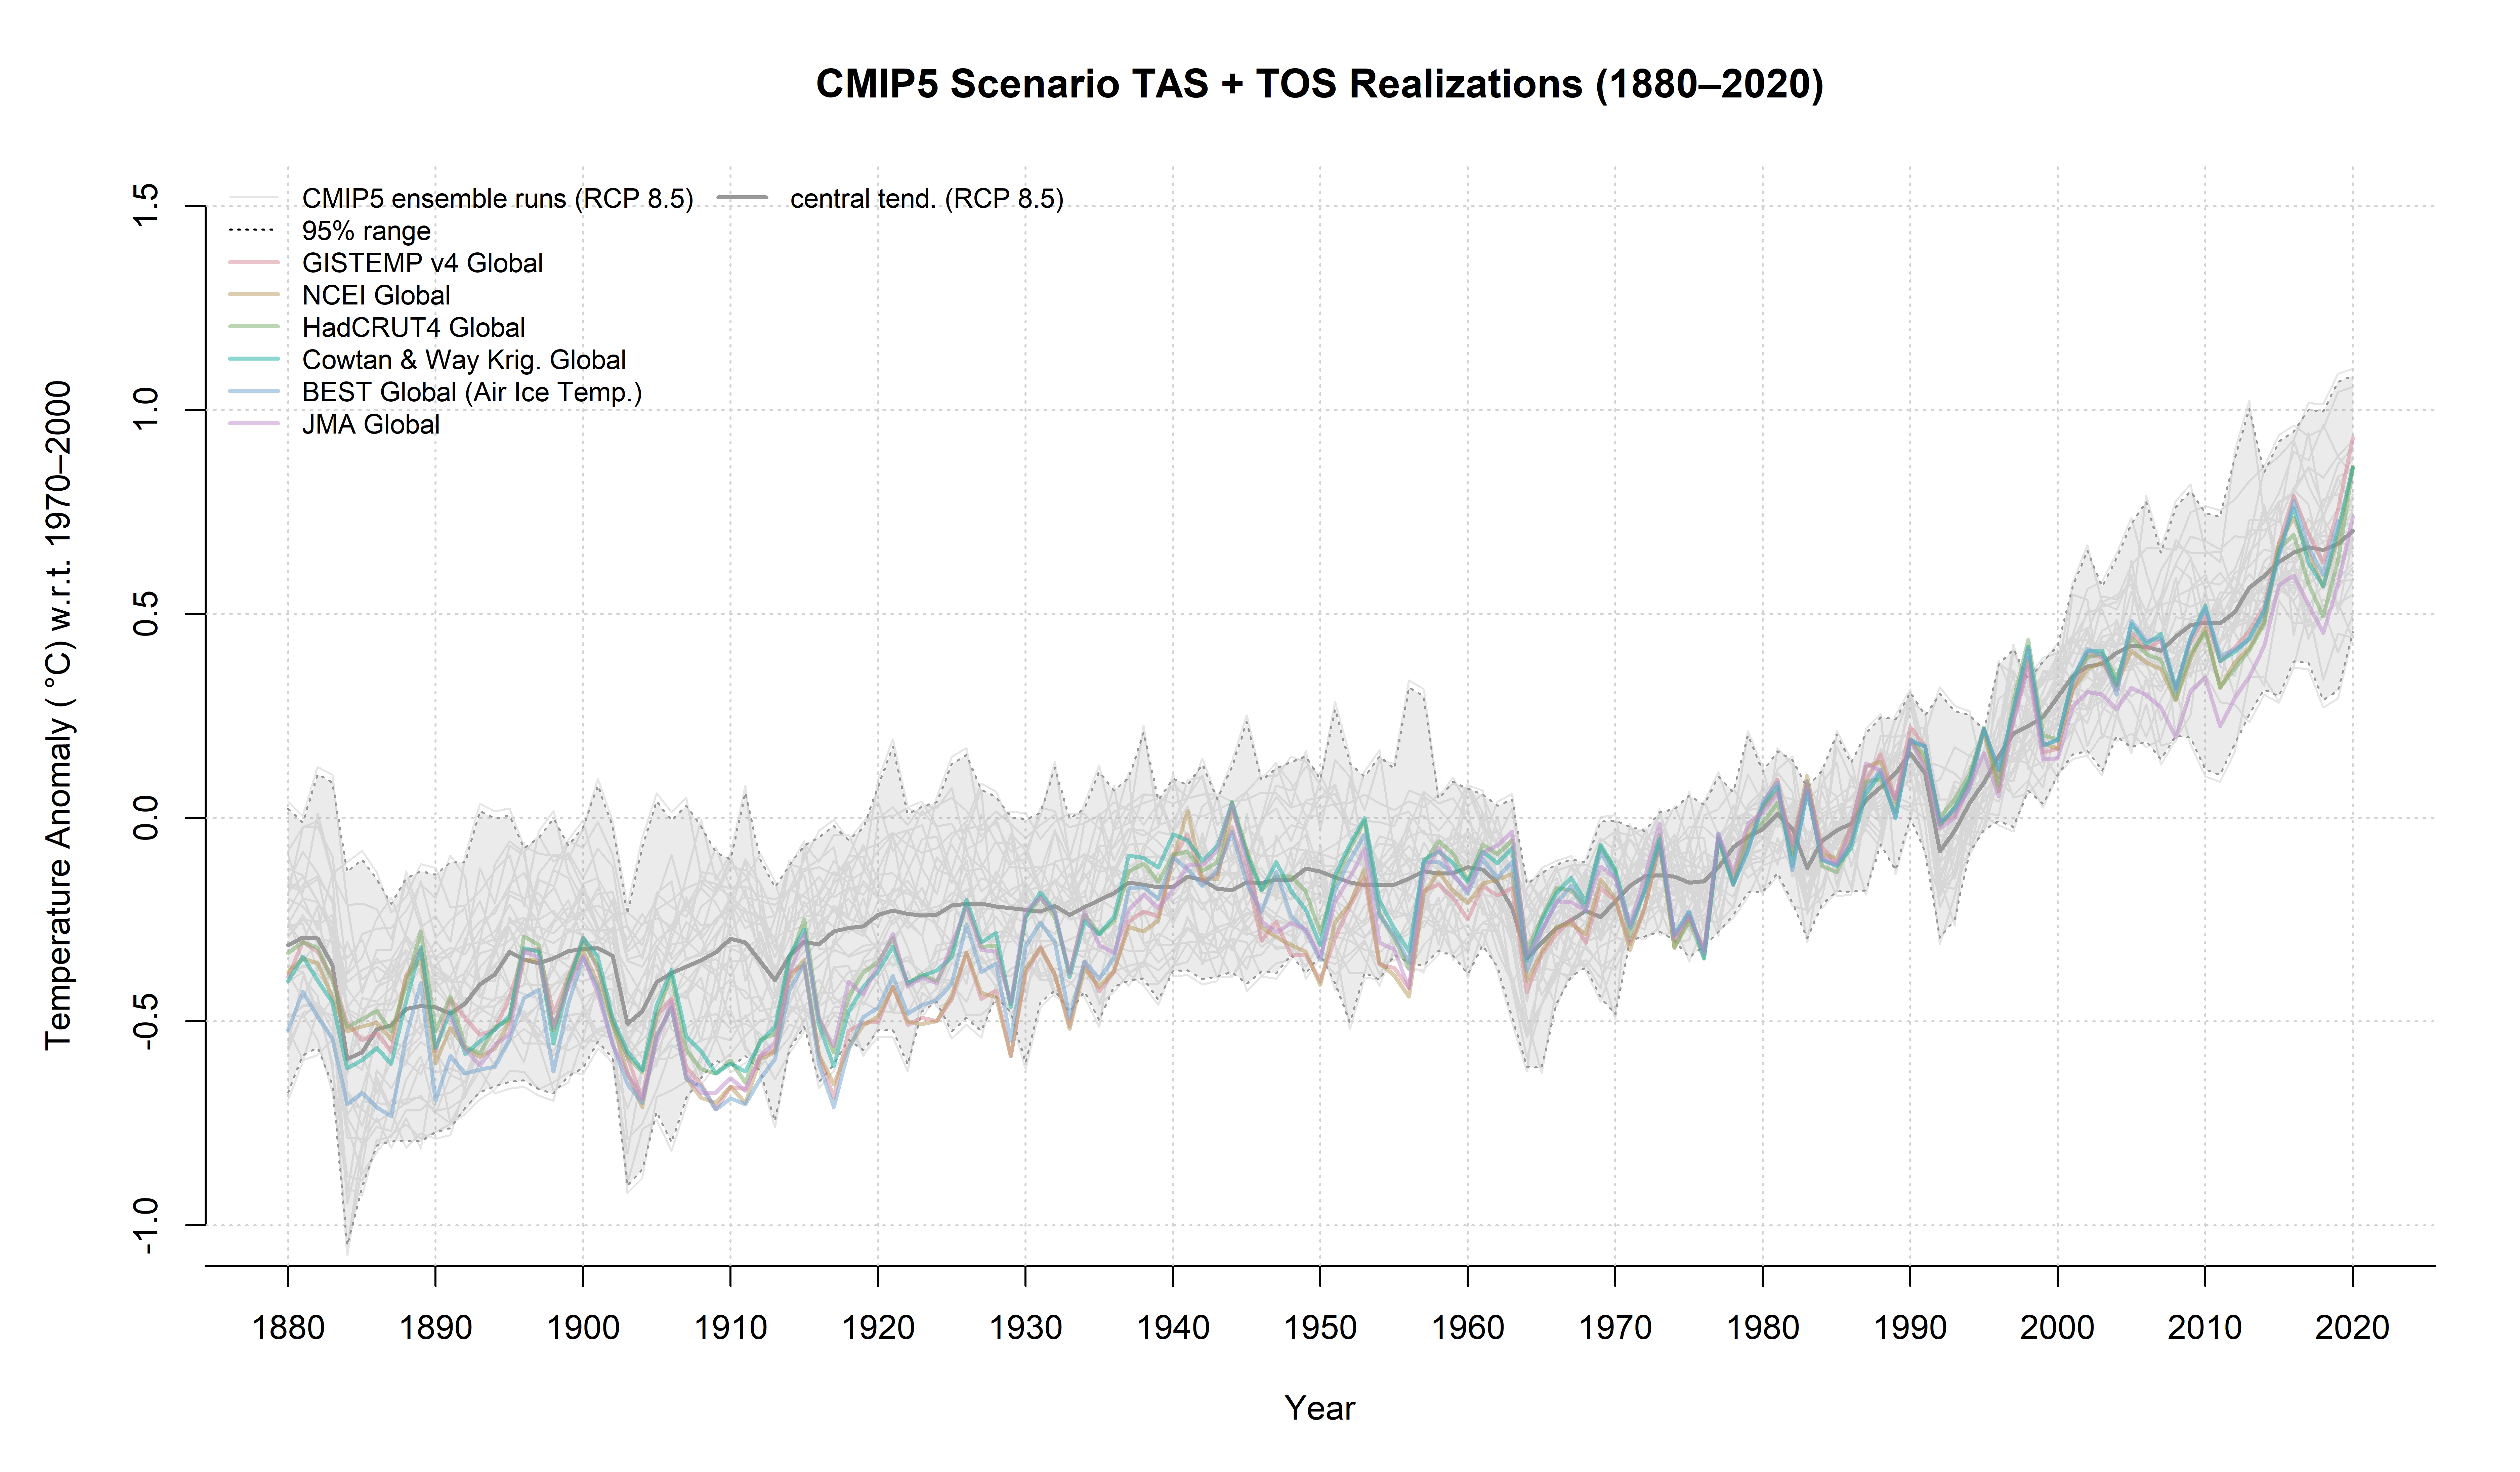 CMIP5 Scenario TAS + TOS Realizations (1880–2020)
CMIP5 ensemble runs (RCP 8.5) central tend. (RCP 8.5)
95% range
GISTEMP v4 Global
NCEI Global
HadCRUT4 Global
Cowtan & Way Krig. Global
BEST Global (Air Ice Temp.)
JMA Global
Temperature Anomaly ( °C) w.r.t. 1970–2000
1.5
1.0
0.5
0.0
-0.5
-1.0
1880 1890 1900 1910 1920 1930 1940 1950 1960 1970 1980 1990 2000 2010 2020
Year